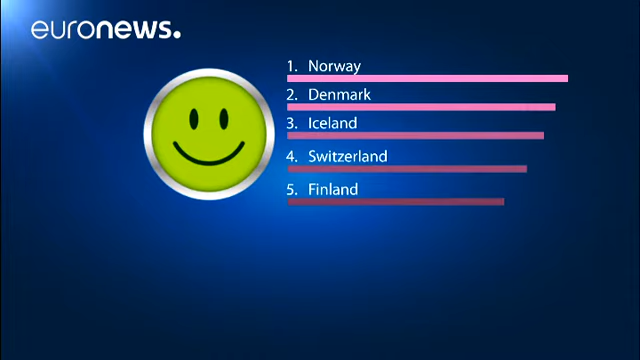 euronews.
1. Norway
2. Denmark
3. Iceland
4. Switzerland
5. Finland